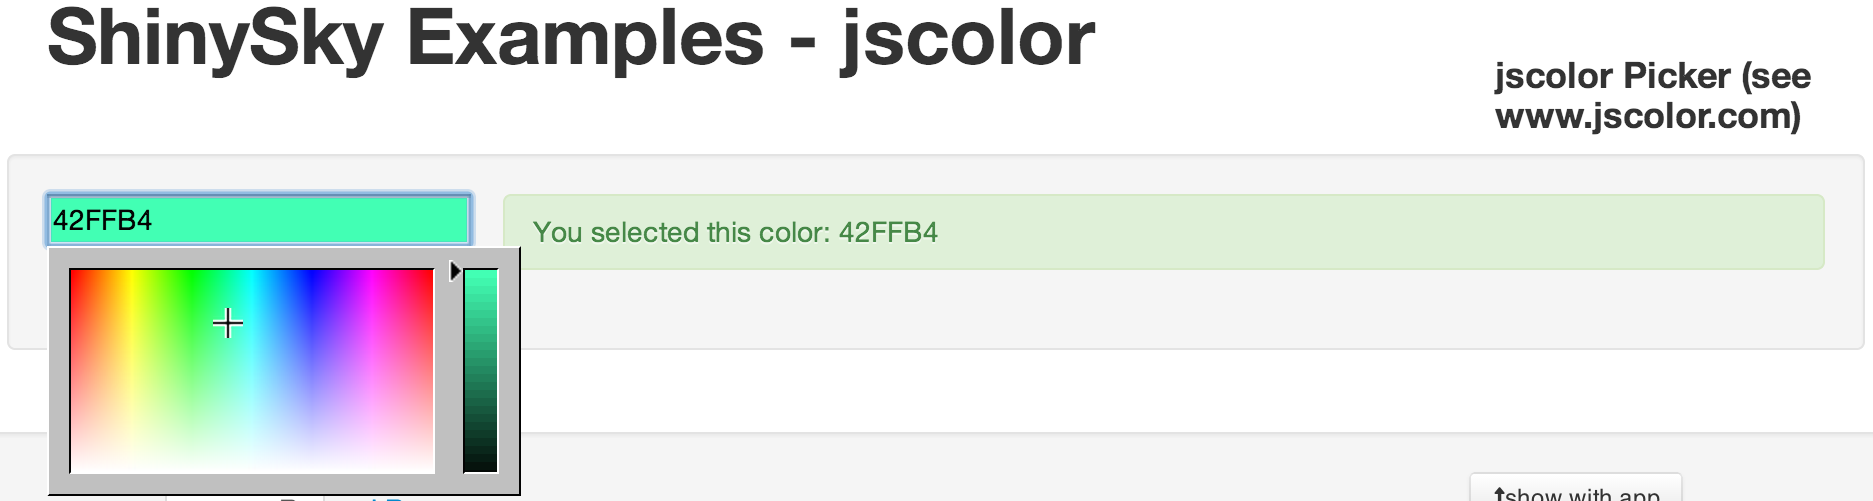 ShinySky Examples - jscolor
jscolor Picker (see
www.jscolor.com)
42FFB4
You selected this color: 42FFB4
show with app